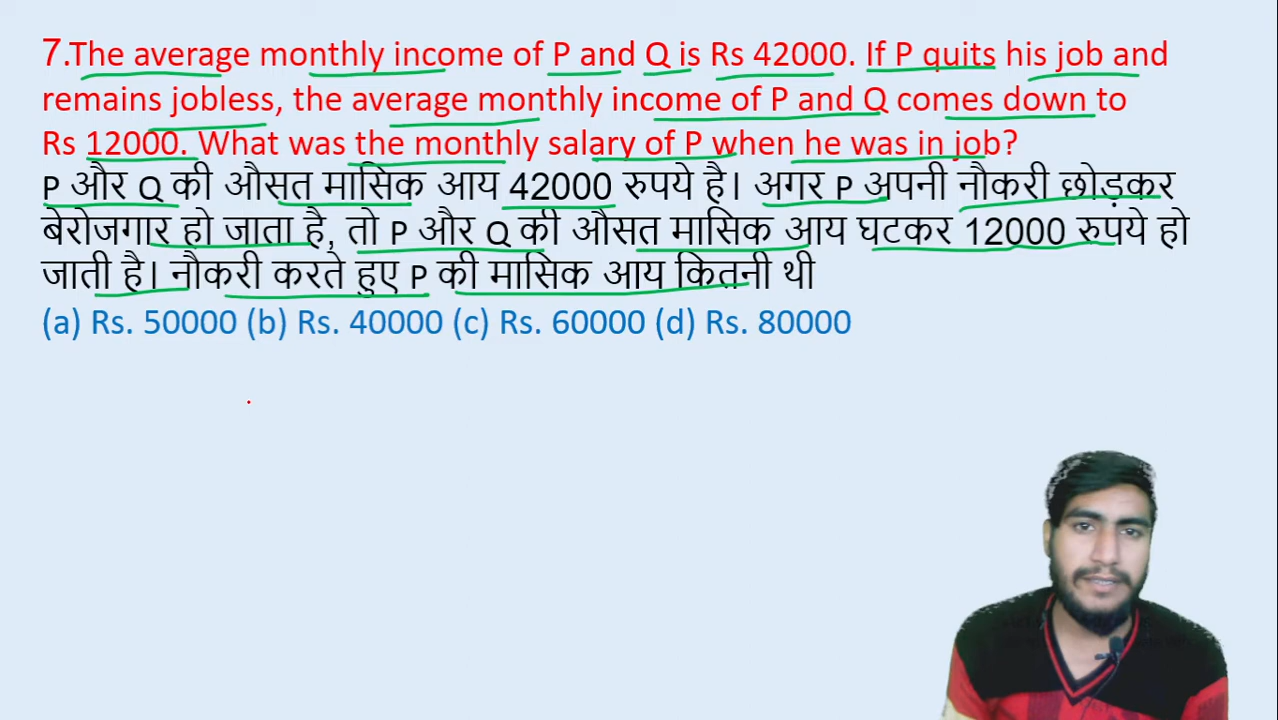 7.The average monthly income of P and Q is Rs 42000. If P quits his job and
remains jobless, the average monthly income of P and Q comes down to
Rs 12000. What was the monthly salary of P when he was in job?
P और Q की औसत मासिक आय 42000 रुपये है। अगर P अपनी नौकरी छोड़कर
बेरोजगार हो जाता है, तो P और Q की औसत मासिक आय घटकर 12000 रुपये हो
जाती है। नौकरी करते हुए P की मासिक आय कितनी थी
(a) Rs. 50000 (b) Rs. 40000 (c) Rs. 60000 (d) Rs. 80000